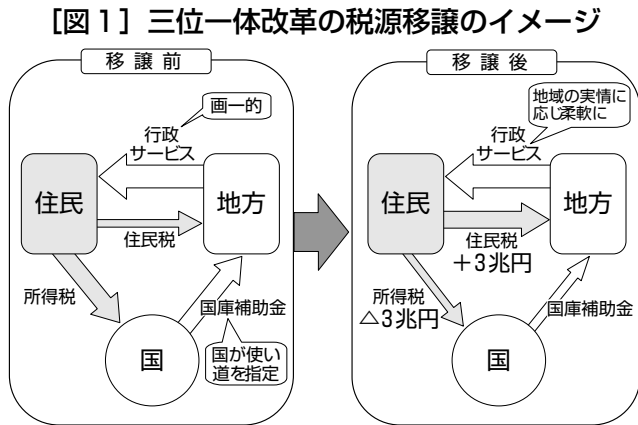 [図1]三位一体改革の税源移譲のイメージ
移譲前
画一的
行政
サービス
住民
地方
住民税
所得税
国庫補助金
国
国が使い
道を指定
移譲後
地域の実情に
応じ柔軟に
行政
サービス
住民
地方
住民税
+3兆円
所得税
△3兆円
国庫補助金
国